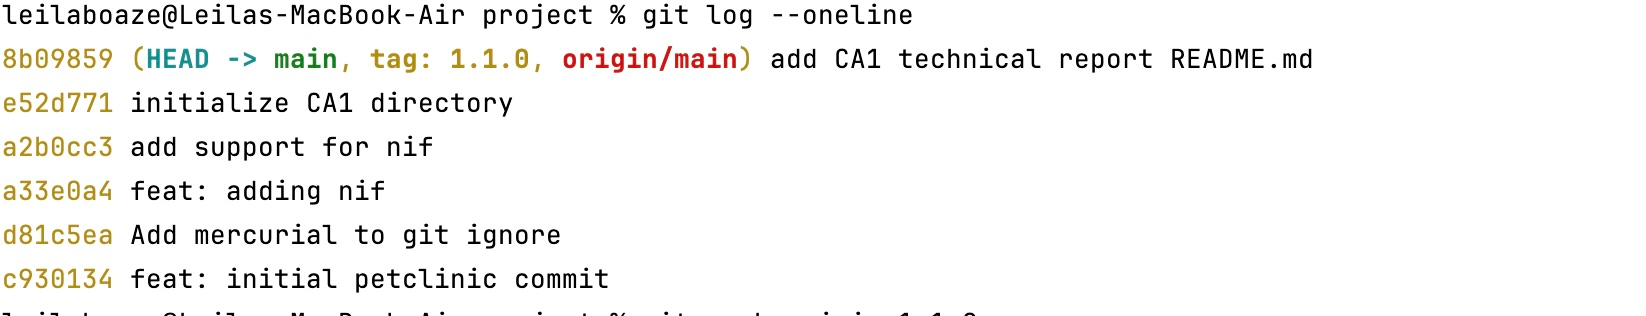 leilaboaze@Leilas-MacBook-Air project % git log --oneline
8b09859 (HEAD -> main, tag: 1.1.0, origin/main) add CA1 technical report README.md
e52d771 initialize CA1 directory
a2b0cc3 add support for nif
a33e0a4 feat: adding nif
d81c5ea Add mercurial to git ignore
c930134 feat: initial petclinic commit